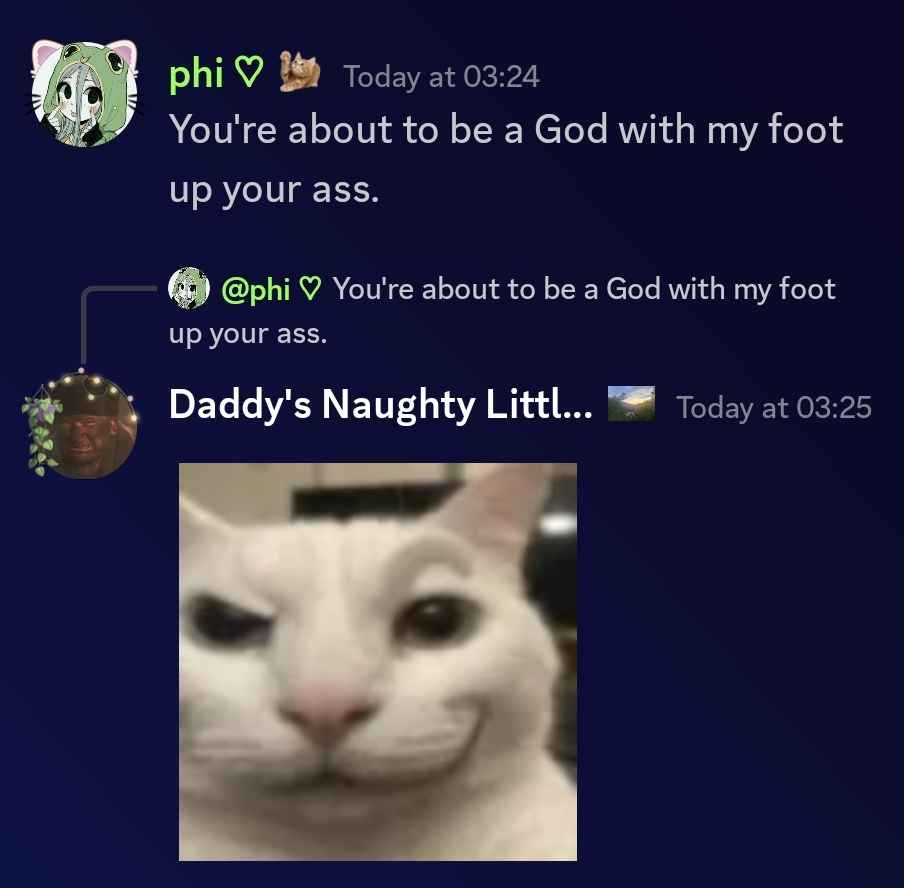 phi ♡ Today at 03:24
You're about to be a God with my foot
up your ass.
@phi ♡ You're about to be a God with my foot
up your ass.
Daddy's Naughty Littl... Today at 03:25